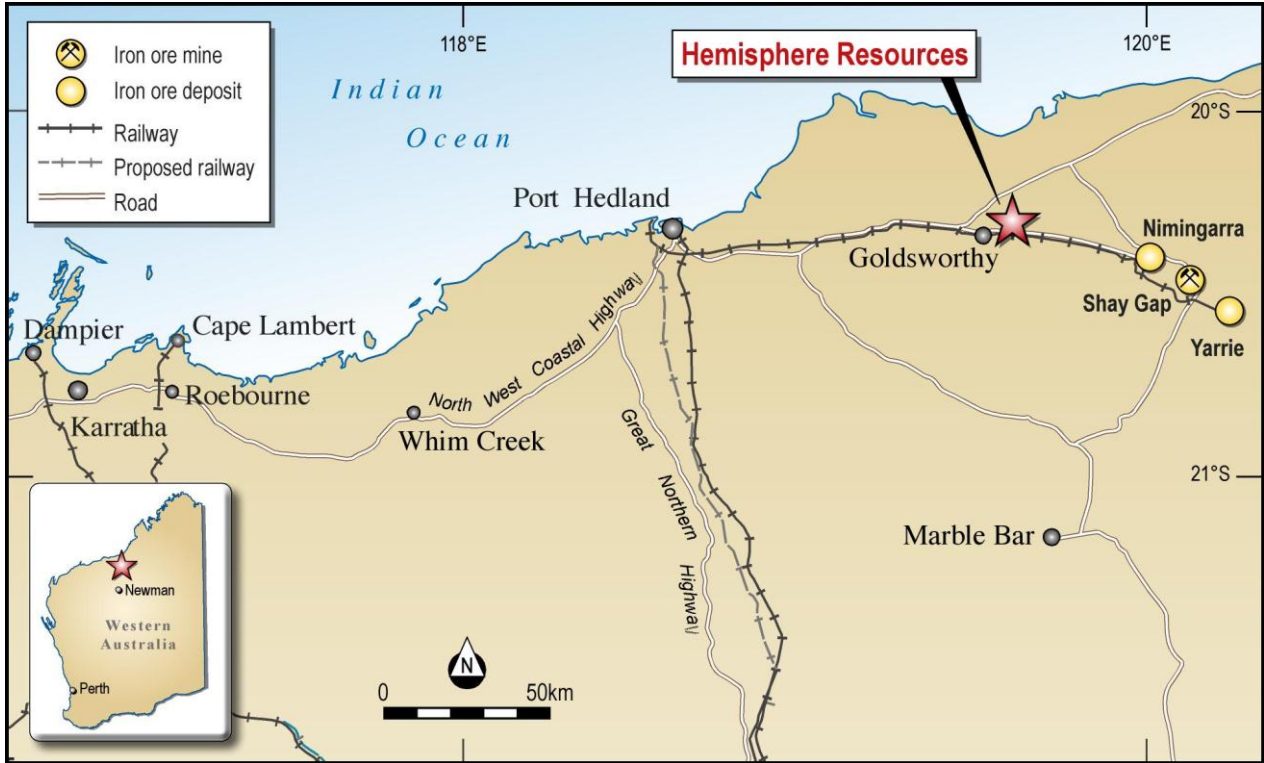 Iron ore mine
Iron ore deposit
Railway
Proposed railway
Road
118°E
120°E
20°S
21°S
Indian
Ocean
Hemisphere Resources
Port Hedland
Goldsworthy
Nimingarra
Shay Gap
Yarrie
Dampier
Cape Lambert
Karratha
Roebourne
Whim Creek
North West Coastal Highway
Great Northern Highway
Marble Bar
Newman
Western
Australia
Perth
N
0 50km